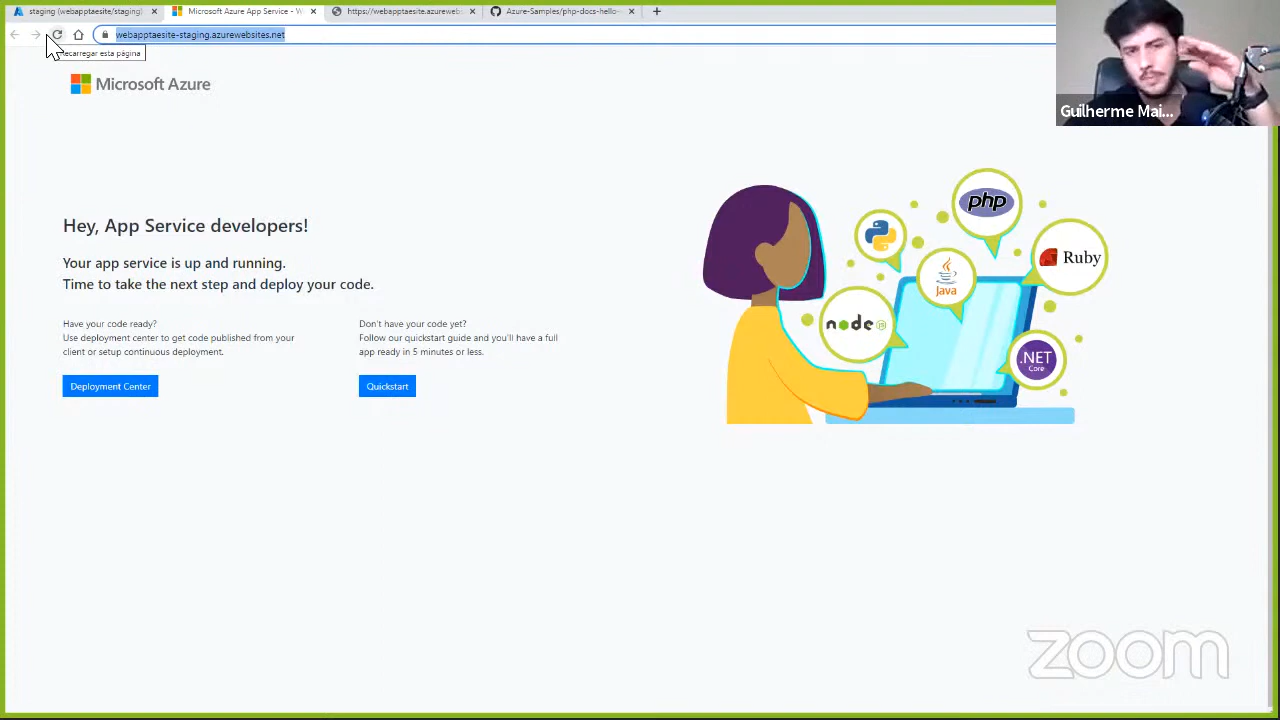 staging (webapptaesite/staging)
Microsoft Azure App Service - W
https://webapptaesite.azureweb
Azure-Samples/php-docs-hello-
webapptaesite-staging.azurewebsites.net
Recarregar esta página
Guilherme Mai...
Microsoft Azure
Hey, App Service developers!
Your app service is up and running.
Time to take the next step and deploy your code.
Have your code ready?
Use deployment center to get code published from your
client or setup continuous deployment.
Deployment Center
Don't have your code yet?
Follow our quickstart guide and you'll have a full
app ready in 5 minutes or less.
Quickstart
php
Ruby
Java
node
JS
.NET
Core
zoom